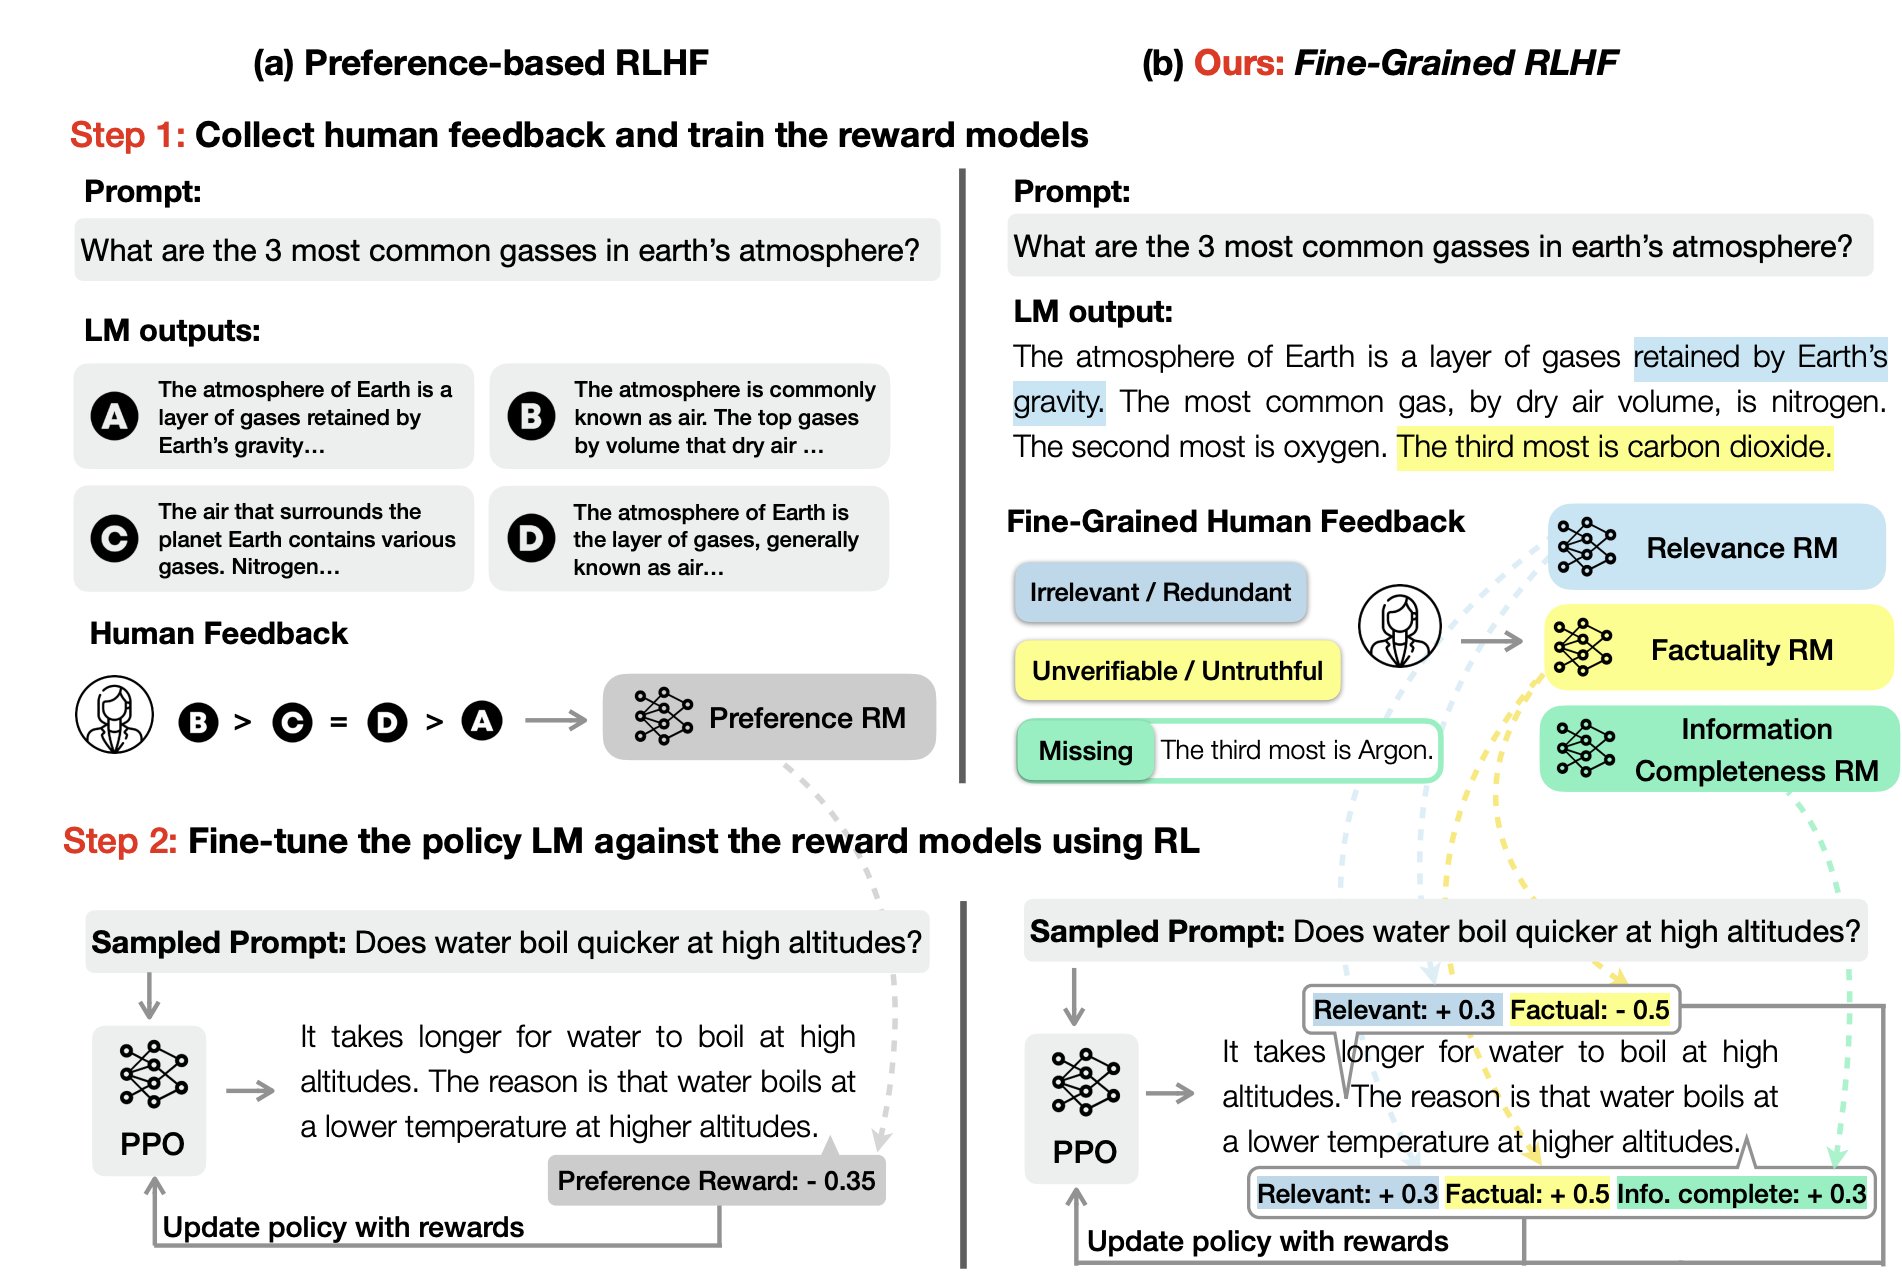 (a) Preference-based RLHF
(b) Ours: Fine-Grained RLHF
Step 1: Collect human feedback and train the reward models
Prompt:
What are the 3 most common gasses in earth's atmosphere?
LM outputs:
A
The atmosphere of Earth is a
layer of gases retained by
Earth's gravity...
B
The atmosphere is commonly
known as air. The top gases
by volume that dry air ...
C
The air that surrounds the
planet Earth contains various
gases. Nitrogen...
D
The atmosphere of Earth is
the layer of gases, generally
known as air...
Human Feedback
B > C = D > A
Preference RM
Prompt:
What are the 3 most common gasses in earth's atmosphere?
LM output:
The atmosphere of Earth is a layer of gases retained by Earth's
gravity. The most common gas, by dry air volume, is nitrogen.
The second most is oxygen. The third most is carbon dioxide.
Fine-Grained Human Feedback
Irrelevant / Redundant
Unverifiable / Untruthful
Missing The third most is Argon.
Relevance RM
Factuality RM
Information
Completeness RM
Step 2: Fine-tune the policy LM against the reward models using RL
Sampled Prompt: Does water boil quicker at high altitudes?
PPO
It takes longer for water to boil at high
altitudes. The reason is that water boils at
a lower temperature at higher altitudes.
Preference Reward: - 0.35
Update policy with rewards
Sampled Prompt: Does water boil quicker at high altitudes?
Relevant: + 0.3 Factual: - 0.5
PPO
It takes longer for water to boil at high
altitudes. The reason is that water boils at
a lower temperature at higher altitudes.
Relevant: + 0.3 Factual: + 0.5 Info. complete: + 0.3
Update policy with rewards